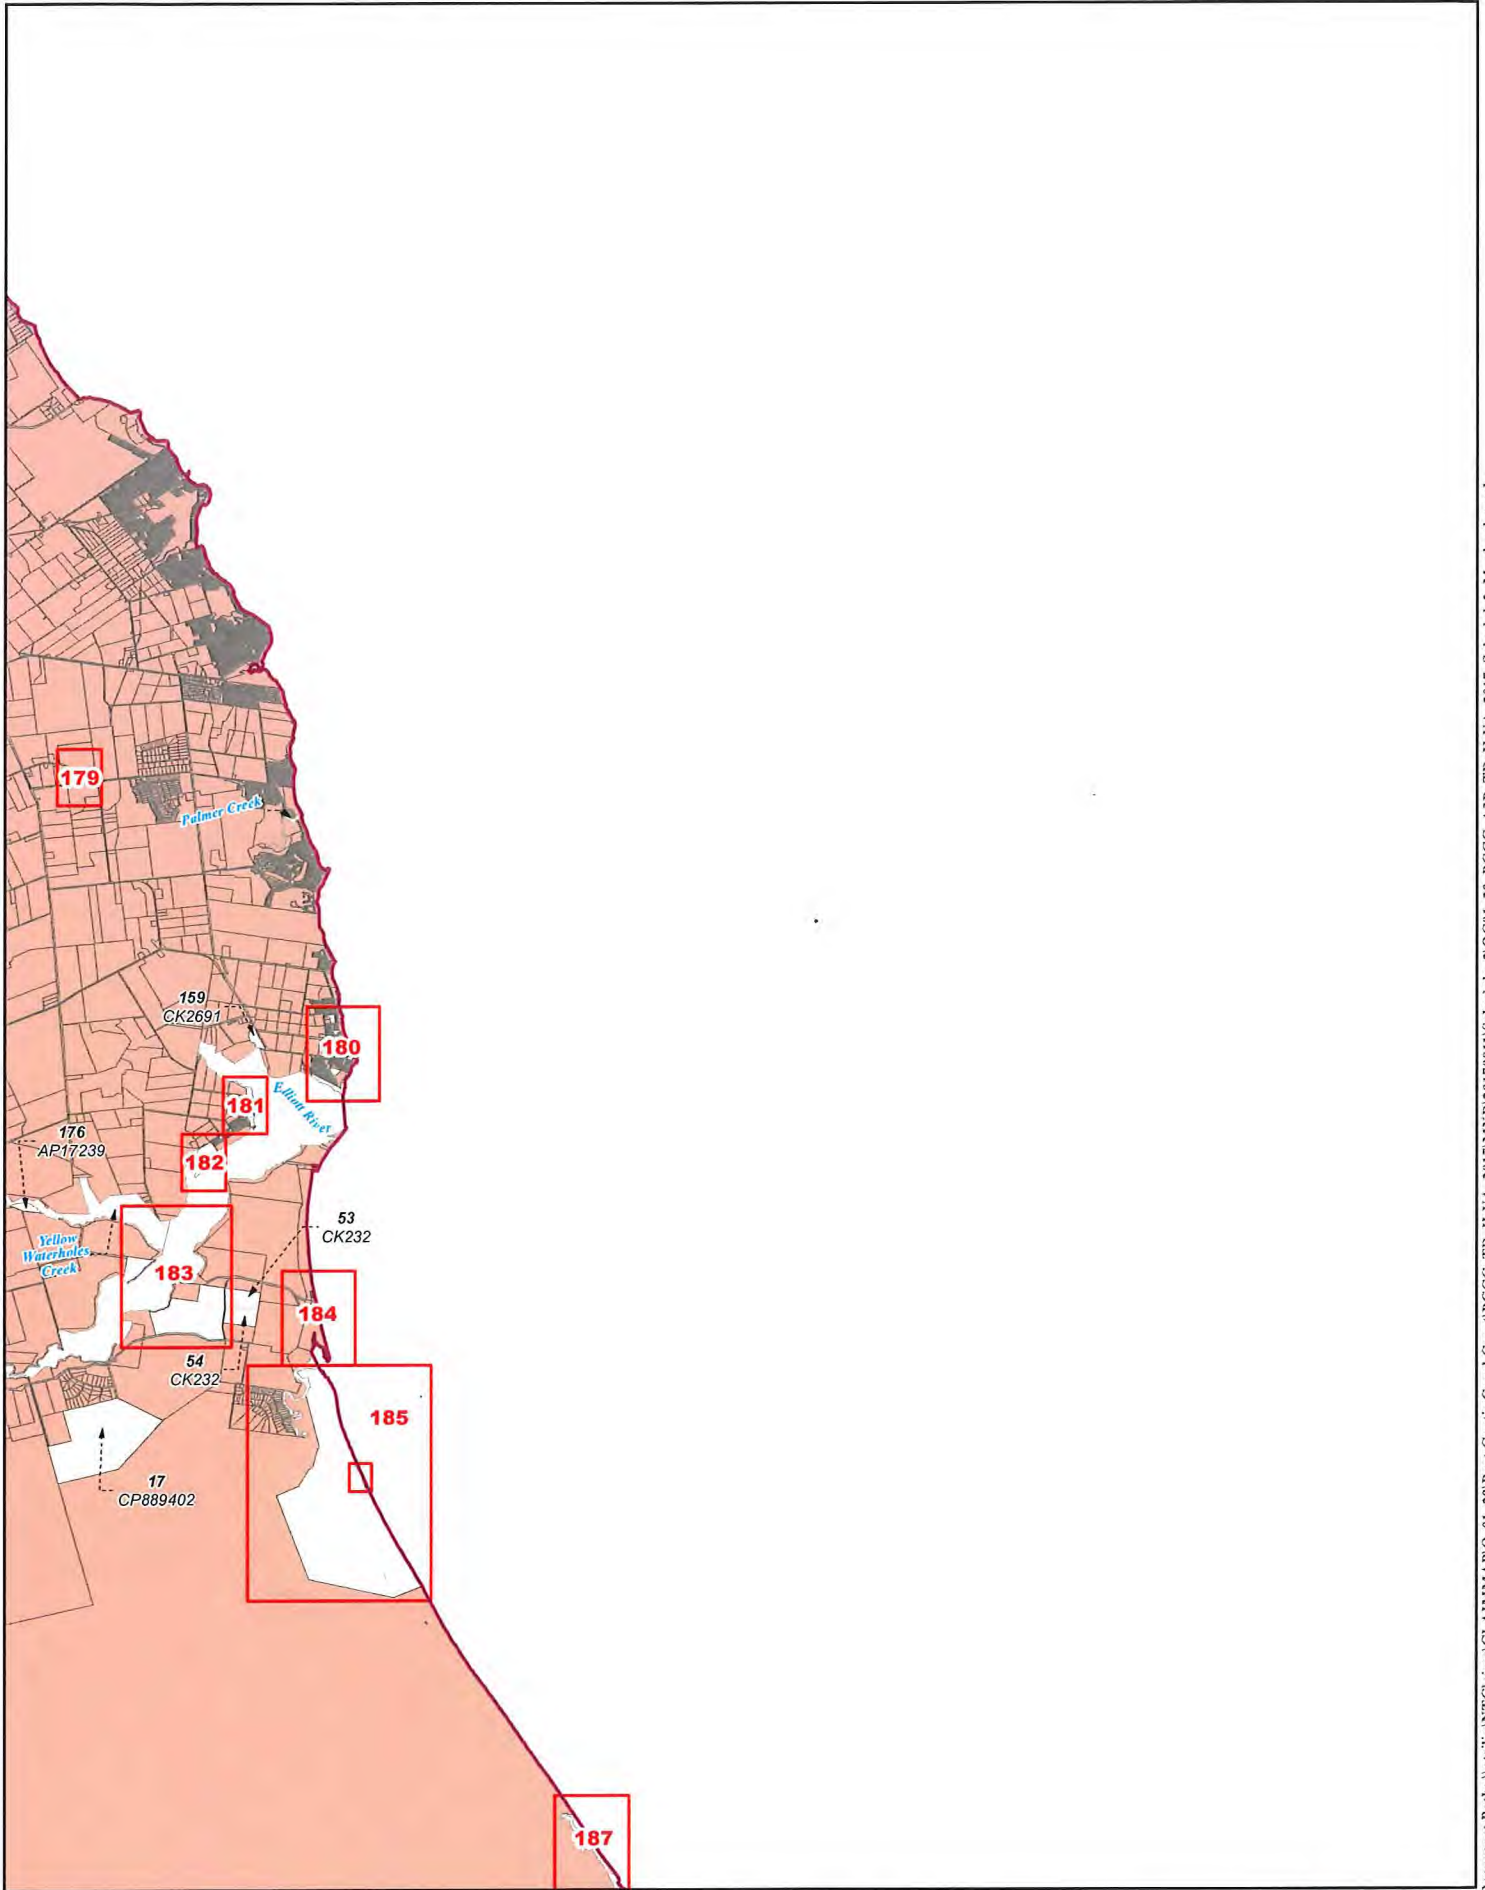 179
Palmer Creek
159
CK2691
180
181
Elliott River
176
AP17239
182
53
CK232
Yellow
Waterholes
Creek
183
184
54
CK232
185
17
CP889402
187